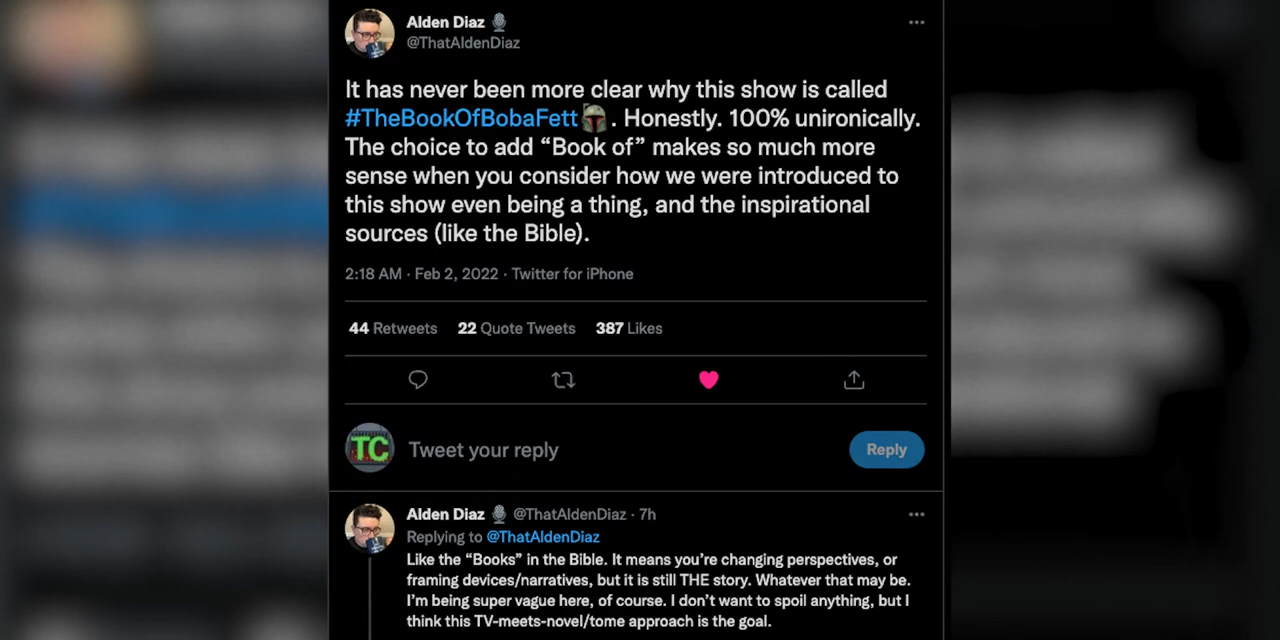 Alden Diaz
@ThatAldenDiaz
It has never been more clear why this show is called
#TheBookOfBobaFett . Honestly. 100% unironically.
The choice to add “Book of” makes so much more
sense when you consider how we were introduced to
this show even being a thing, and the inspirational
sources (like the Bible).
2:18 AM · Feb 2, 2022 · Twitter for iPhone
44 Retweets 22 Quote Tweets 387 Likes
TC
Tweet your reply
Reply
Alden Diaz @ThatAldenDiaz · 7h
Replying to @ThatAldenDiaz
Like the “Books” in the Bible. It means you’re changing perspectives, or
framing devices/narratives, but it is still THE story. Whatever that may be.
I’m being super vague here, of course. I don’t want to spoil anything, but I
think this TV-meets-novel/tome approach is the goal.